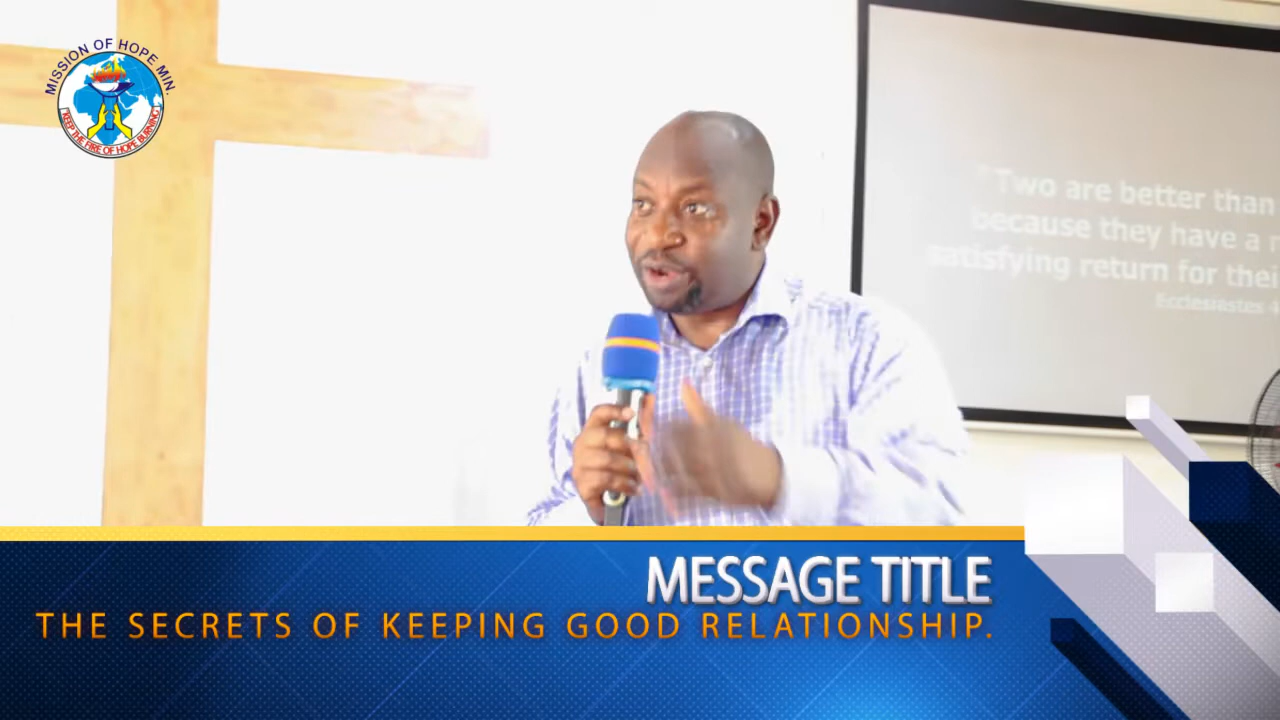 MISSION OF HOPE MIN.
"KEEP THE FIRE OF HOPE BURNING"
"Two are better than
because they have a
satisfying return for thei
Ecclesiastes
MESSAGE TITLE
THE SECRETS OF KEEPING GOOD RELATIONSHIP.